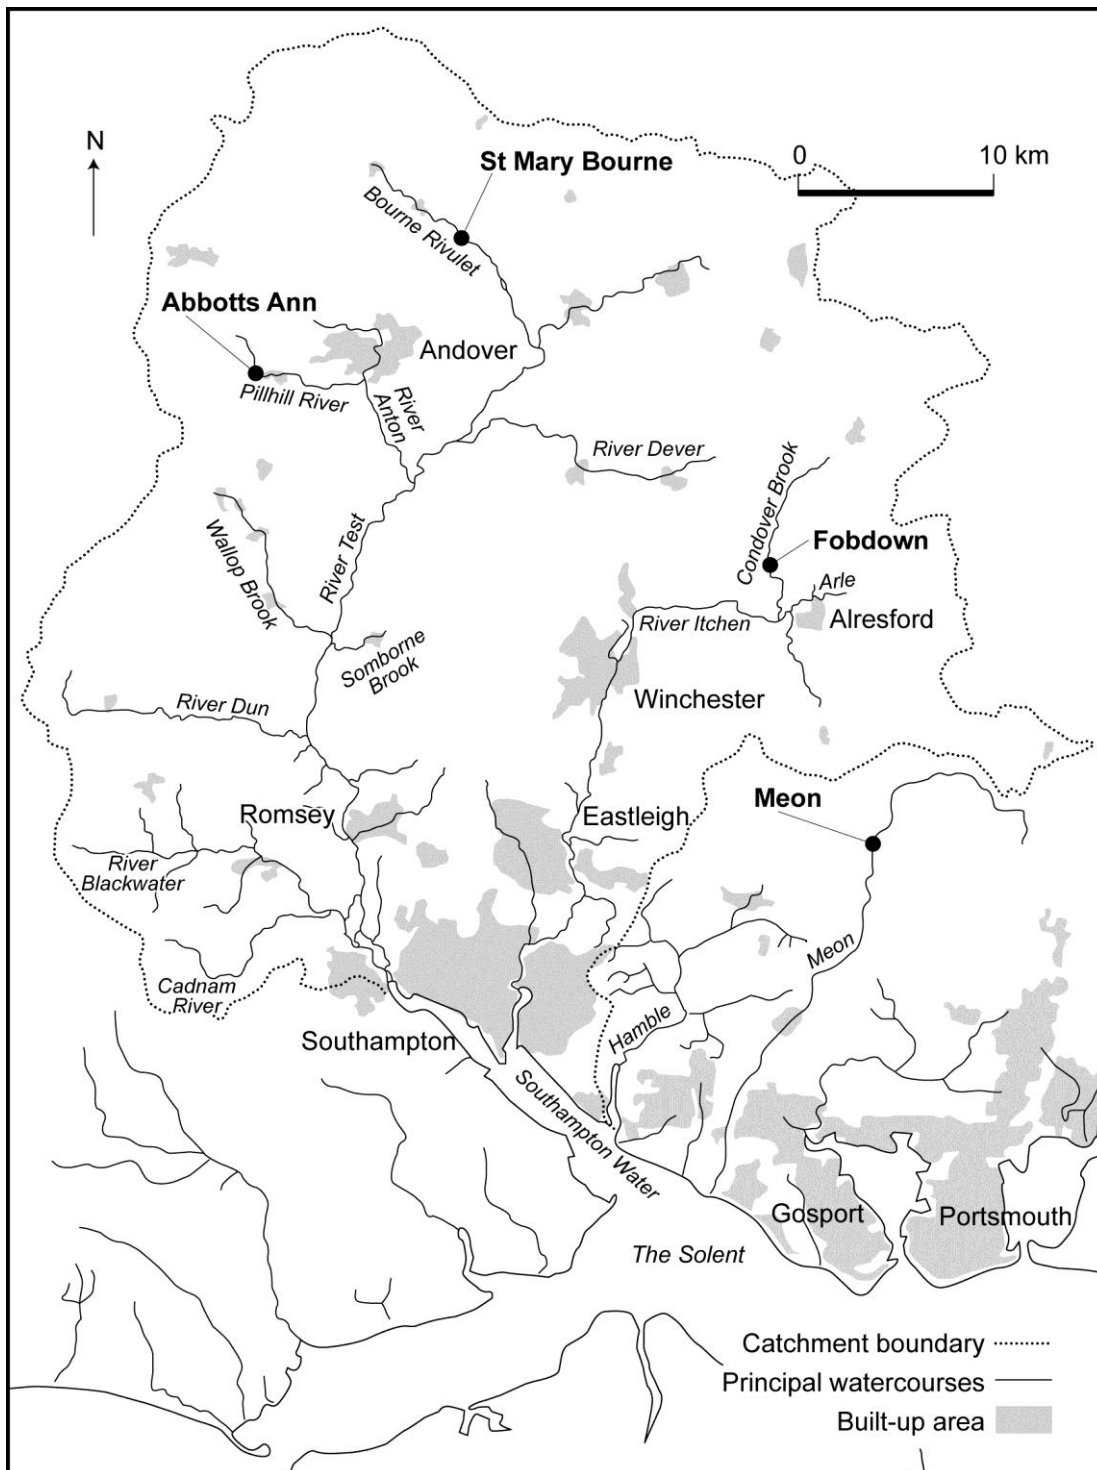 N
0 10 km
St Mary Bourne
Bourne Rivulet
Abbotts Ann
Andover
Pillhill River
River
Anton
River Dever
Condover Brook
Fobdown
Wallop Brook
River Test
Arle
River Itchen
Alresford
Somborne
Brook
Winchester
River Dun
Meon
Romsey
Eastleigh
River
Blackwater
Meon
Cadnam
River
Hamble
Southampton
Southampton Water
Gosport
Portsmouth
The Solent
Catchment boundary
Principal watercourses
Built-up area